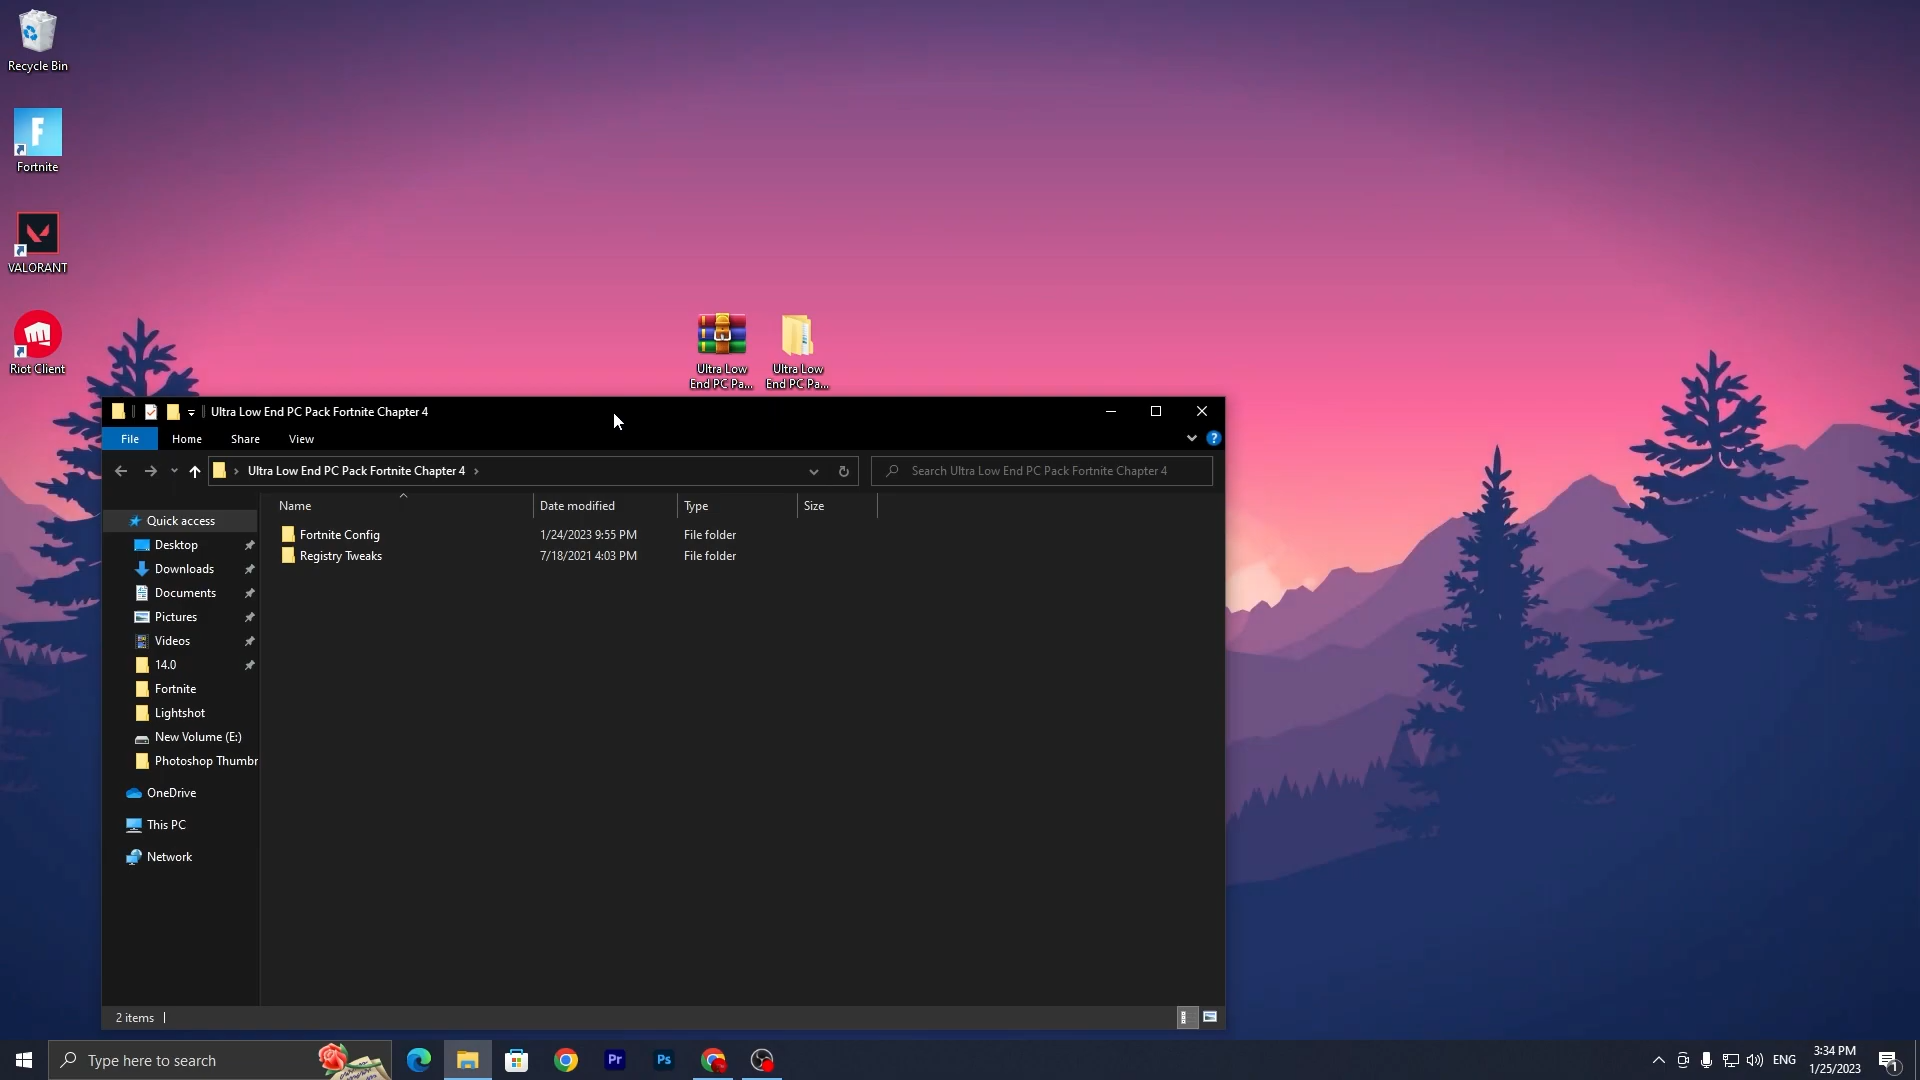 Recycle Bin
Fortnite
VALORANT
Riot Client
Ultra Low
End PC Pa...
Ultra Low
End PC Pa...
Ultra Low End PC Pack Fortnite Chapter 4
File Home Share View
Ultra Low End PC Pack Fortnite Chapter 4
Search Ultra Low End PC Pack Fortnite Chapter 4
Name Date modified Type Size
Fortnite Config 1/24/2023 9:55 PM File folder
Registry Tweaks 7/18/2021 4:03 PM File folder
Quick access
Desktop
Downloads
Documents
Pictures
Videos
14.0
Fortnite
Lightshot
New Volume (E:)
Photoshop Thumbr
OneDrive
This PC
Network
2 items
Type here to search
Pr
Ps
ENG
3:34 PM
1/25/2023
1